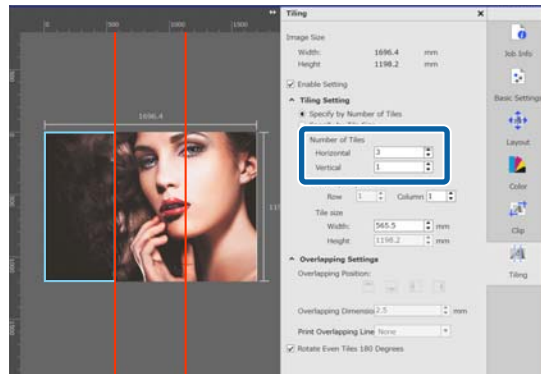 Tiling
Image Size
Width: 1696.4 mm
Height 1198.2 mm
Enable Setting
Tiling Setting
Specify by Number of Tiles
Number of Tiles
Horizontal 3
Vertical 1
Row 1 Column 1
Tile size
Width: 565.5 mm
Height 1198.2 mm
Overlapping Settings
Overlapping Position:
Overlapping Dimensio 2.5 mm
Print Overlapping Line None
Rotate Even Tiles 180 Degrees
Job Info
Basic Settings
Layout
Color
Clip
Tiling
0 500 1000 1500
1696.4